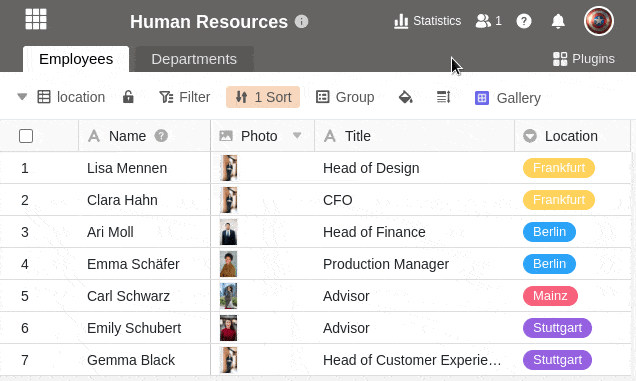 Human Resources
Statistics 1 ?
Employees Departments Plugins
location Filter 1 Sort Group Gallery
A Name ? Photo A Title Location
1 Lisa Mennen Head of Design Frankfurt
2 Clara Hahn CFO Frankfurt
3 Ari Moll Head of Finance Berlin
4 Emma Schäfer Production Manager Berlin
5 Carl Schwarz Advisor Mainz
6 Emily Schubert Advisor Stuttgart
7 Gemma Black Head of Customer Experie… Stuttgart